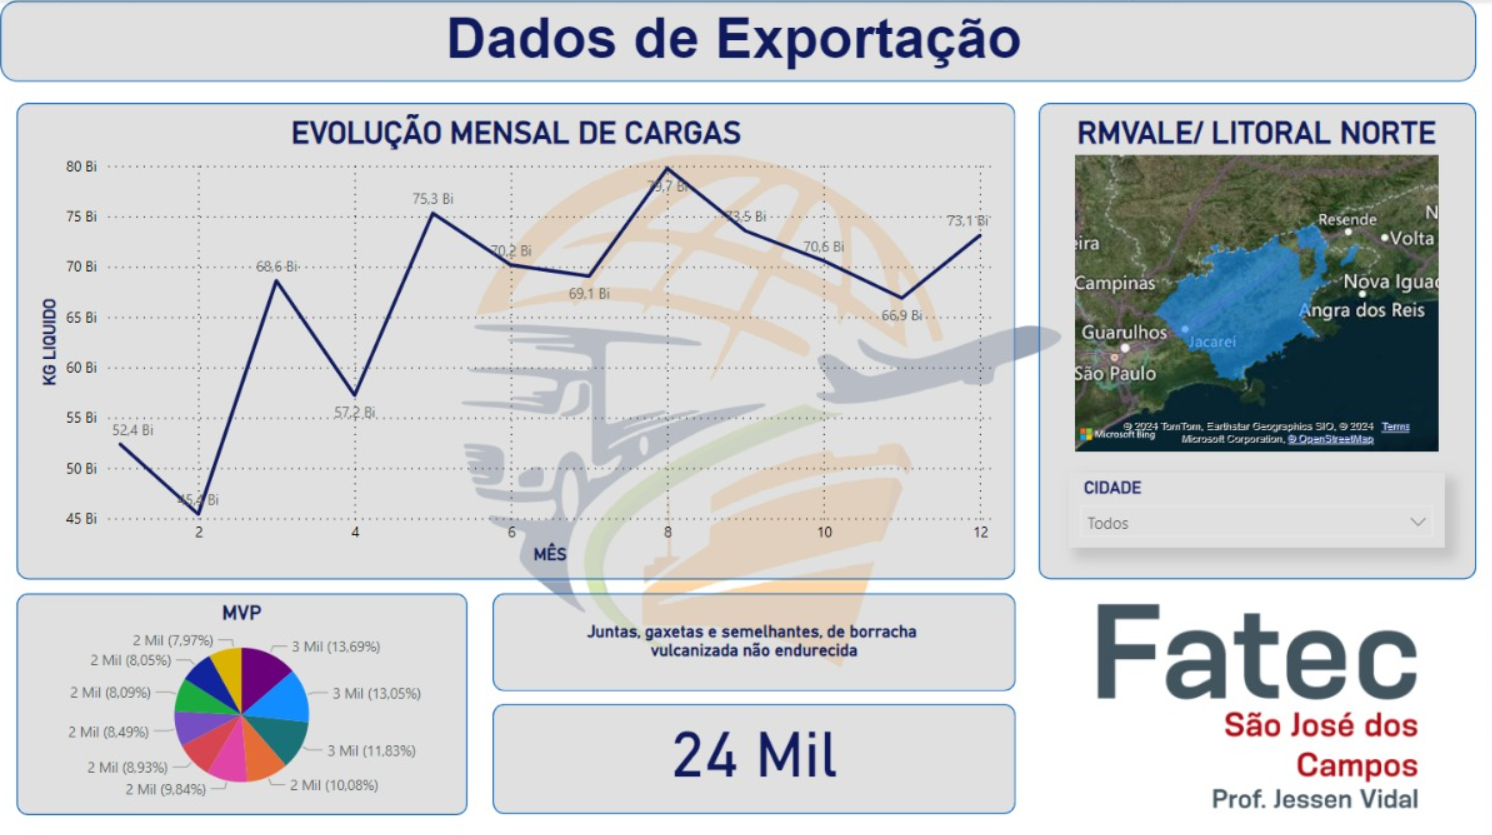 Dados de Exportação
EVOLUÇÃO MENSAL DE CARGAS
80 Bi
75 Bi
70 Bi
65 Bi
60 Bi
55 Bi
50 Bi
45 Bi
KG LIQUIDO
52,4 Bi
45,4 Bi
68,6 Bi
57,2 Bi
75,3 Bi
70,2 Bi
69,1 Bi
79,7 Bi
73,5 Bi
70,6 Bi
66,9 Bi
73,1 Bi
2
4
6
8
10
12
MÊS
RMVALE/ LITORAL NORTE
Resende
N
Volta
eira
Campinas
Nova Iguaç
Angra dos Reis
Guarulhos
Jacareí
São Paulo
Microsoft Bing
© 2024 TomTom, Earthstar Geographics SIO, © 2024
Microsoft Corporation, © OpenStreetMap
Terms
CIDADE
Todos
MVP
2 Mil (7,97%)
3 Mil (13,69%)
2 Mil (8,05%)
2 Mil (8,09%)
3 Mil (13,05%)
2 Mil (8,49%)
3 Mil (11,83%)
2 Mil (8,93%)
2 Mil (9,84%)
2 Mil (10,08%)
Juntas, gaxetas e semelhantes, de borracha
vulcanizada não endurecida
24 Mil
Fatec
São José dos
Campos
Prof. Jessen Vidal